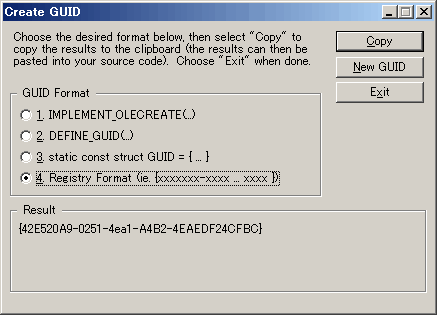 Create GUID
Choose the desired format below, then select "Copy" to
copy the results to the clipboard (the results can then be
pasted into your source code).  Choose "Exit" when done.
Copy
New GUID
Exit
GUID Format
1. IMPLEMENT_OLECREATE(...)
2. DEFINE_GUID(...)
3. static const struct GUID = { ... }
4. Registry Format (ie. {xxxxxxx-xxxx ... xxxx })
Result
{42E520A9-0251-4ea1-A4B2-4EAEDF24CFBC}